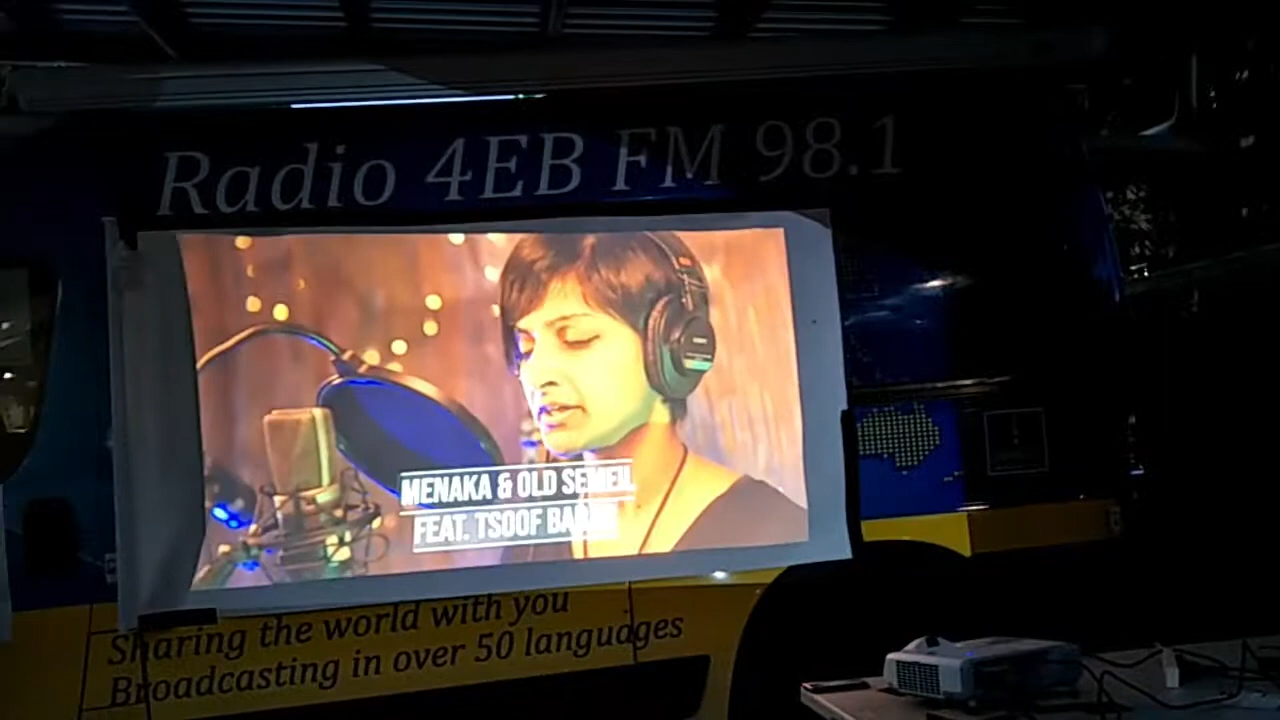 Radio 4EB FM 98.1
MENAKA & OLD
FEAT. TSOOF
Sharing the world with you
Broadcasting in over 50 languages